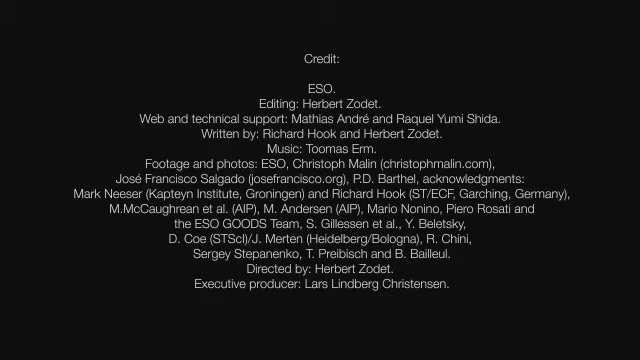 Credit:
ESO.
Editing: Herbert Zodet.
Web and technical support: Mathias André and Raquel Yumi Shida.
Written by: Richard Hook and Herbert Zodet.
Music: Toomas Erm.
Footage and photos: ESO, Christoph Malin (christophmalin.com),
José Francisco Salgado (josefrancisco.org), P.D. Barthel, acknowledgments:
Mark Neeser (Kapteyn Institute, Groningen) and Richard Hook (ST/ECF, Garching, Germany),
M.McCaughrean et al. (AIP), M. Andersen (AIP), Mario Nonino, Piero Rosati and
the ESO GOODS Team, S. Gillessen et al., Y. Beletsky,
D. Coe (STScI)/J. Merten (Heidelberg/Bologna), R. Chini,
Sergey Stepanenko, T. Preibisch and B. Bailleul.
Directed by: Herbert Zodet.
Executive producer: Lars Lindberg Christensen.